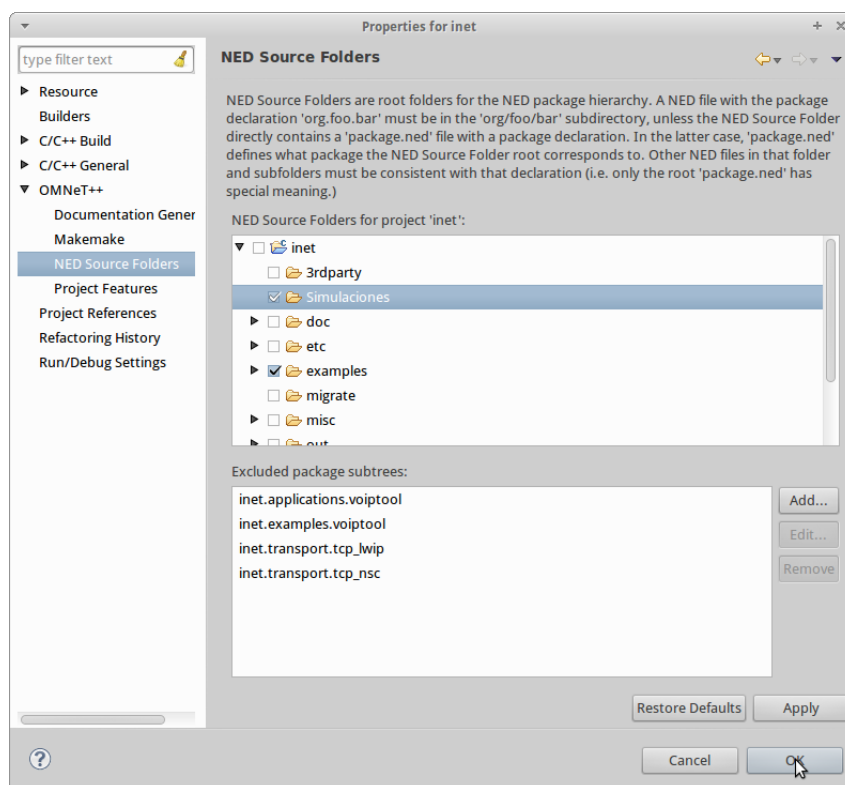 Properties for inet
type filter text
Resource
Builders
C/C++ Build
C/C++ General
OMNeT++
Documentation Gener
Makemake
NED Source Folders
Project Features
Project References
Refactoring History
Run/Debug Settings
NED Source Folders
NED Source Folders are root folders for the NED package hierarchy. A NED file with the package
declaration 'org.foo.bar' must be in the 'org/foo/bar' subdirectory, unless the NED Source Folder
directly contains a 'package.ned' file with a package declaration. In the latter case, 'package.ned'
defines what package the NED Source Folder root corresponds to. Other NED files in that folder
and subfolders must be consistent with that declaration (i.e. only the root 'package.ned' has
special meaning.)
NED Source Folders for project 'inet':
inet
3rdparty
Simulaciones
doc
etc
examples
migrate
misc
out
Excluded package subtrees:
inet.applications.voiptool
inet.examples.voiptool
inet.transport.tcp_lwip
inet.transport.tcp_nsc
Add...
Edit...
Remove
Restore Defaults
Apply
Cancel
OK